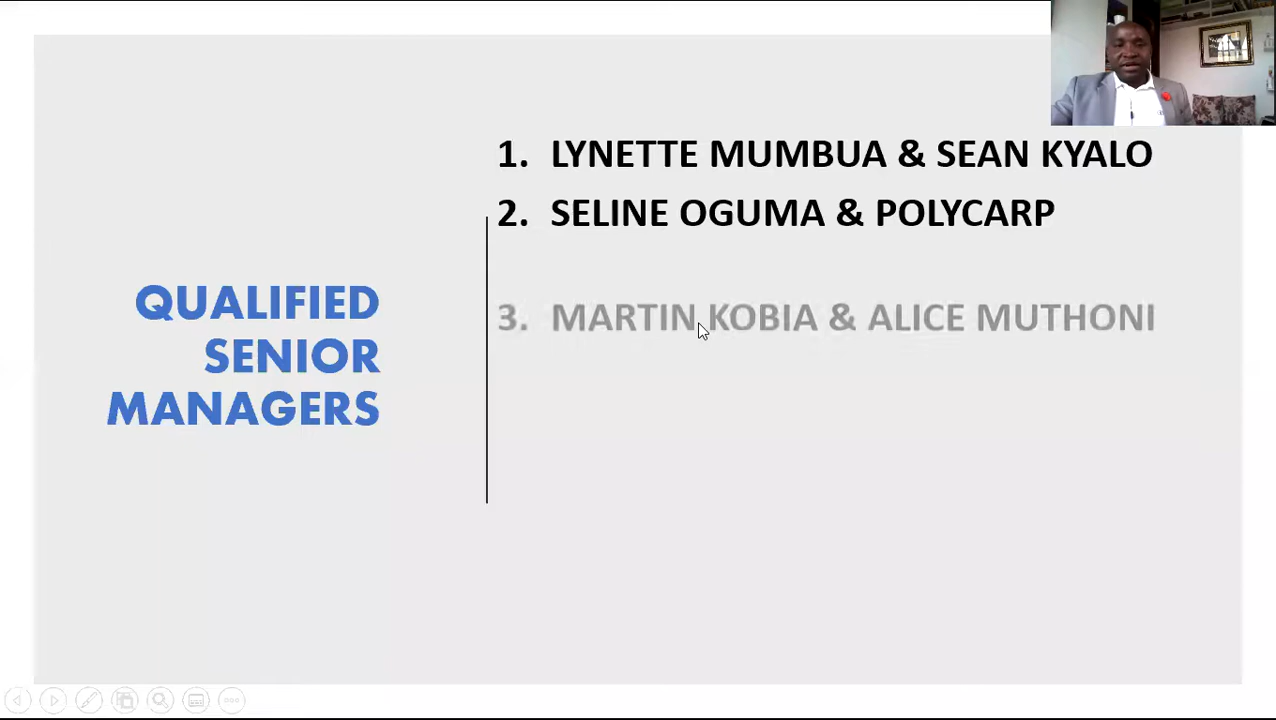 QUALIFIED
SENIOR
MANAGERS
1. LYNETTE MUMBUA & SEAN KYALO
2. SELINE OGUMA & POLYCARP
3. MARTIN KOBIA & ALICE MUTHONI